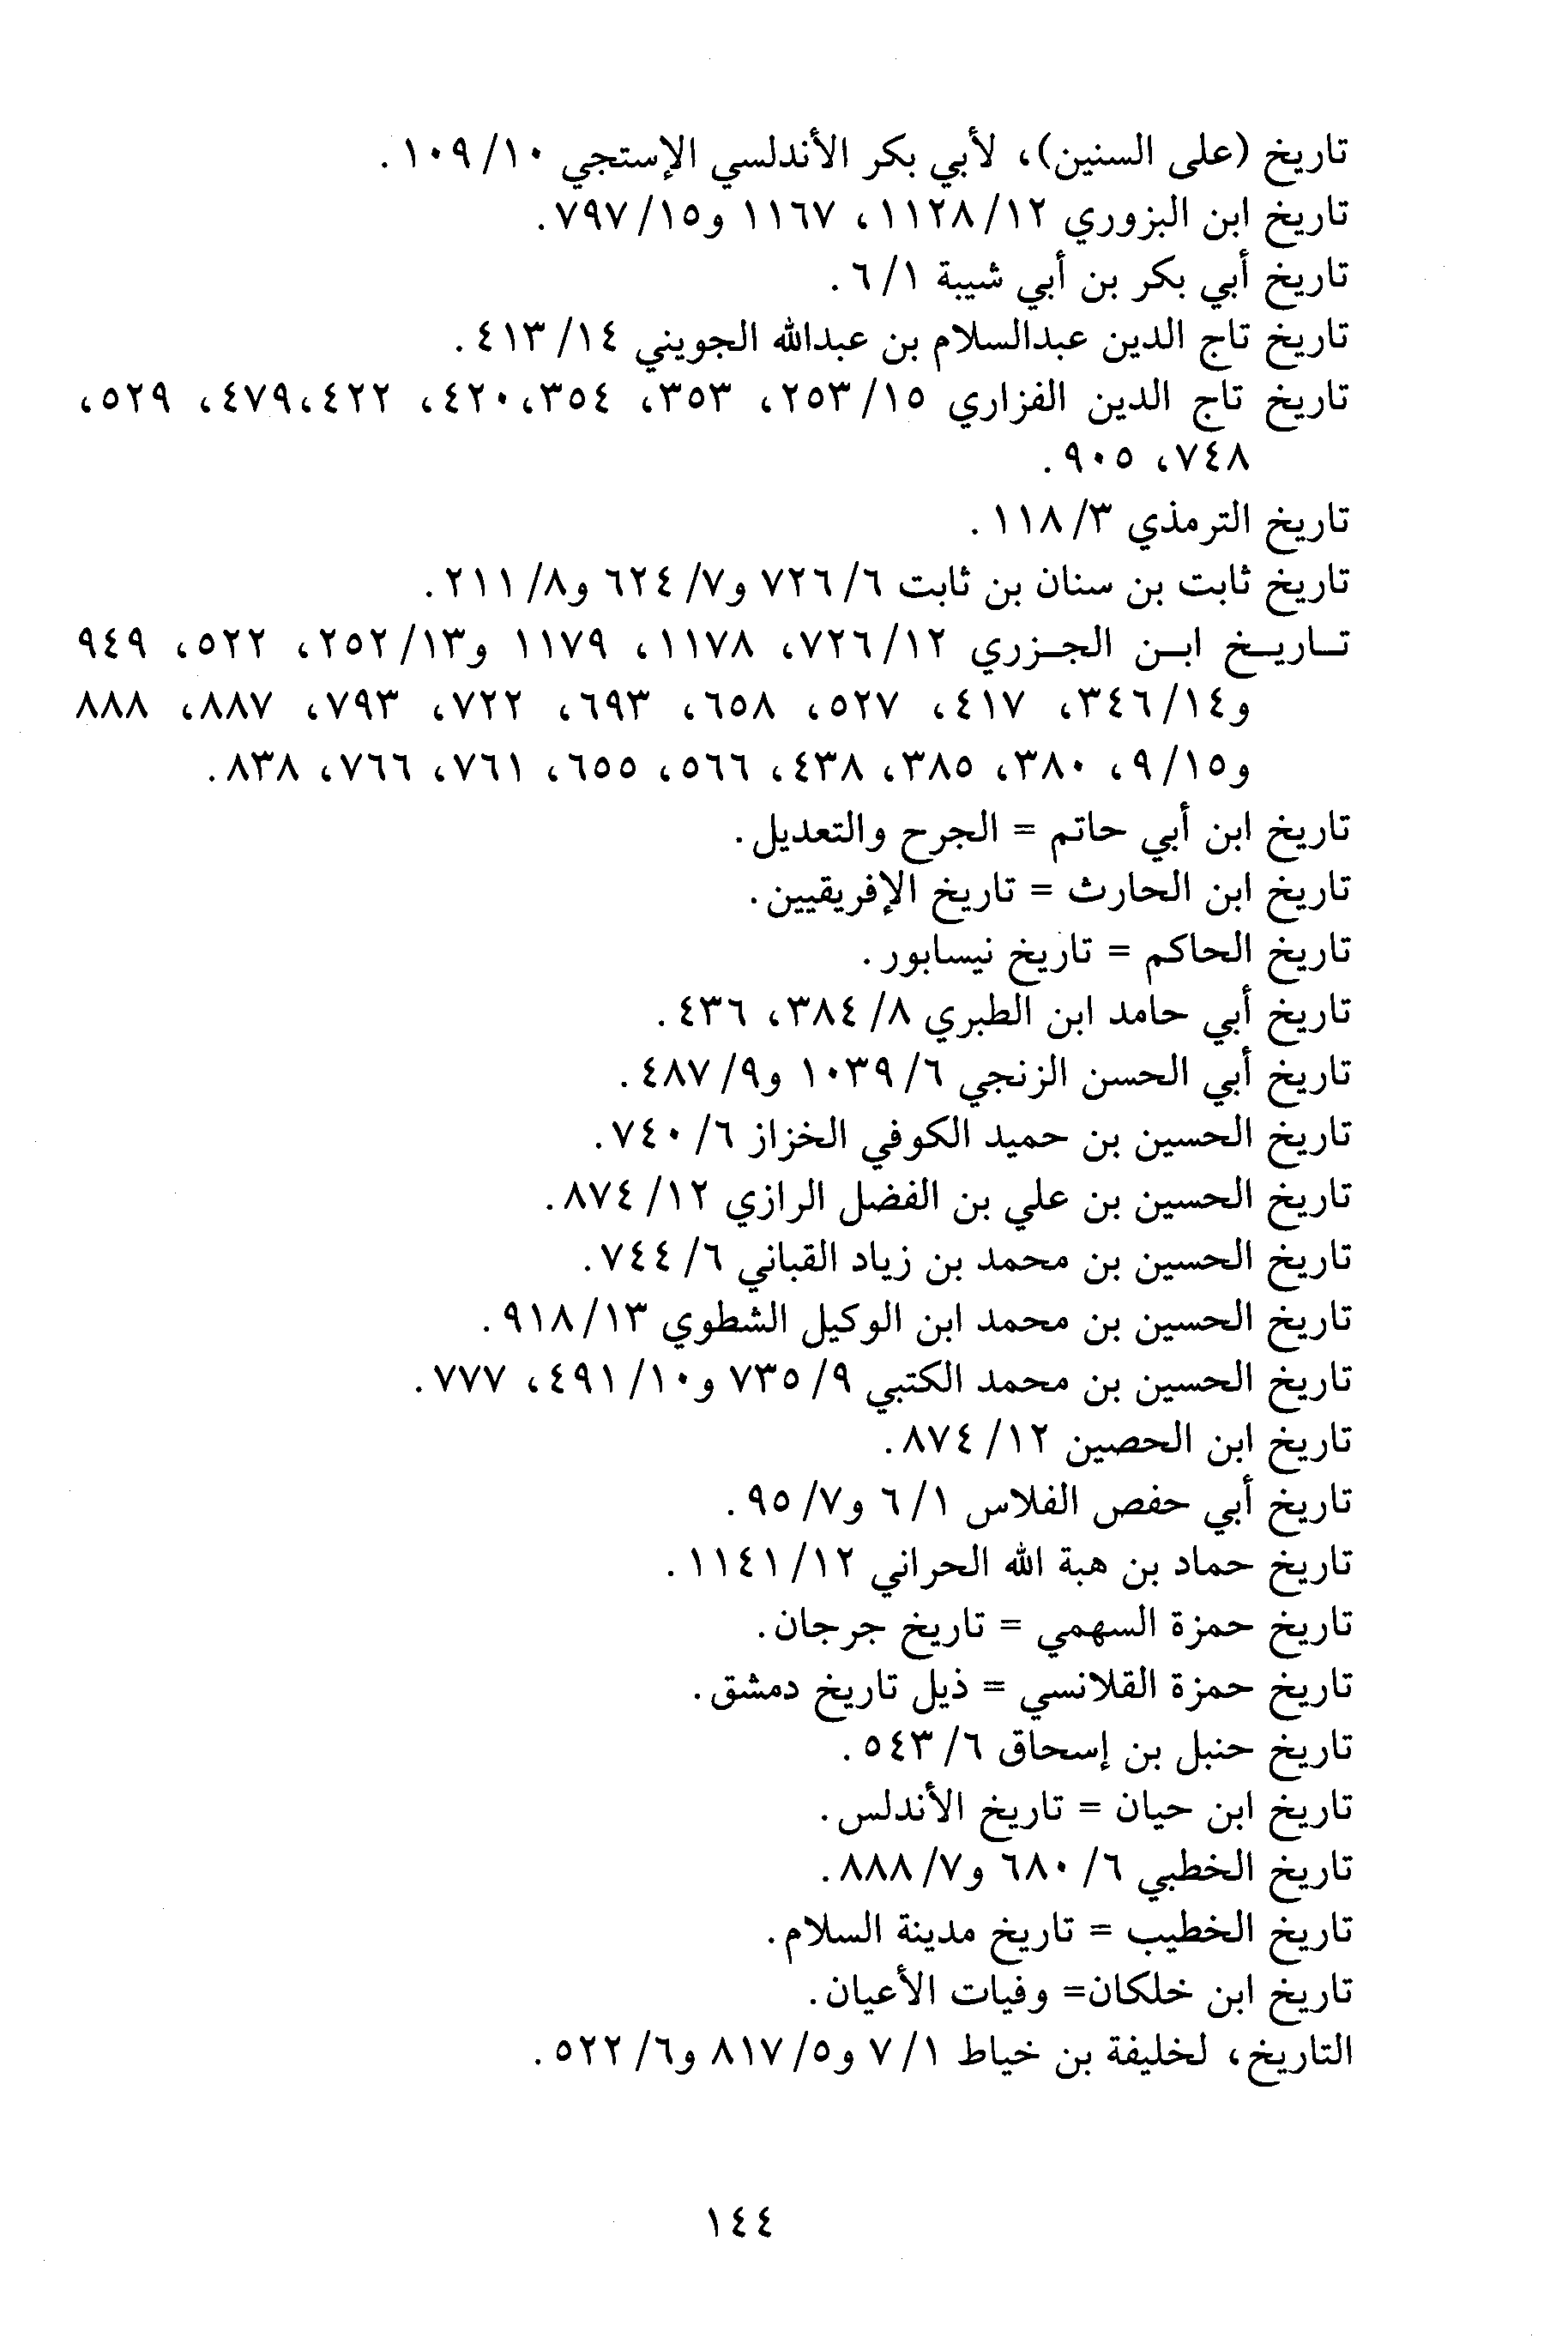 تاريخ (على السنين)، لأبي بكر الأندلسي الإستجي ١٠/ ١٠٩.
تاريخ ابن البزوري ١٢/ ١١٢٨، ١١٦٧ و١٥/ ٧٩٧.
تاريخ أبي بكر بن أبي شيبة ١/ ٦.
تاريخ تاج الدين عبدالسلام بن عبدالله الجويني ١٤/ ٤١٣.
تاريخ تاج الدين الفزاري ١٥/ ٢٥٣، ٣٥٣، ٣٥٤،٤٢٠، ٤٢٢،٤٧٩، ٥٢٩،
٧٤٨، ٩٠٥.
تاريخ الترمذي ٣/ ١١٨.
تاريخ ثابت بن سنان بن ثابت ٦/ ٧٢٦ و٧/ ٦٢٤ و٨/ ٢١١.
تـاريـخ ابـن الجـزري ١٢/ ٧٢٦، ١١٧٨، ١١٧٩ و١٣/ ٢٥٢، ٥٢٢، ٩٤٩
و١٤/ ٣٤٦، ٤١٧، ٥٢٧، ٦٥٨، ٦٩٣، ٧٢٢، ٧٩٣، ٨٨٧، ٨٨٨
و١٥/ ٩، ٣٨٠، ٣٨٥، ٤٣٨، ٥٦٦، ٦٥٥، ٧٦١، ٧٦٦، ٨٣٨.
تاريخ ابن أبي حاتم = الجرح والتعديل.
تاريخ ابن الحارث = تاريخ الإفريقيين.
تاريخ الحاكم = تاريخ نيسابور.
تاريخ أبي حامد ابن الطبري ٨/ ٣٨٤، ٤٣٦.
تاريخ أبي الحسن الزنجي ٦/ ١٠٣٩ و٩/ ٤٨٧.
تاريخ الحسين بن حميد الكوفي الخزاز ٦/ ٧٤٠.
تاريخ الحسين بن علي بن الفضل الرازي ١٢/ ٨٧٤.
تاريخ الحسين بن محمد بن زياد القباني ٦/ ٧٤٤.
تاريخ الحسين بن محمد ابن الوكيل الشطوي ١٣/ ٩١٨.
تاريخ الحسين بن محمد الكتبي ٩/ ٧٣٥ و١٠/ ٤٩١، ٧٧٧.
تاريخ ابن الحصين ١٢/ ٨٧٤.
تاريخ أبي حفص الفلاس ١/ ٦ و٧/ ٩٥.
تاريخ حماد بن هبة الله الحراني ١٢/ ١١٤١.
تاريخ حمزة السهمي = تاريخ جرجان.
تاريخ حمزة القلانسي = ذيل تاريخ دمشق.
تاريخ حنبل بن إسحاق ٦/ ٥٤٣.
تاريخ ابن حيان = تاريخ الأندلس.
تاريخ الخطبي ٦/ ٦٨٠ و٧/ ٨٨٨.
تاريخ الخطيب = تاريخ مدينة السلام.
تاريخ ابن خلكان= وفيات الأعيان.
التاريخ، لخليفة بن خياط ١/ ٧ و٥/ ٨١٧ و٦/ ٥٢٢.
١٤٤